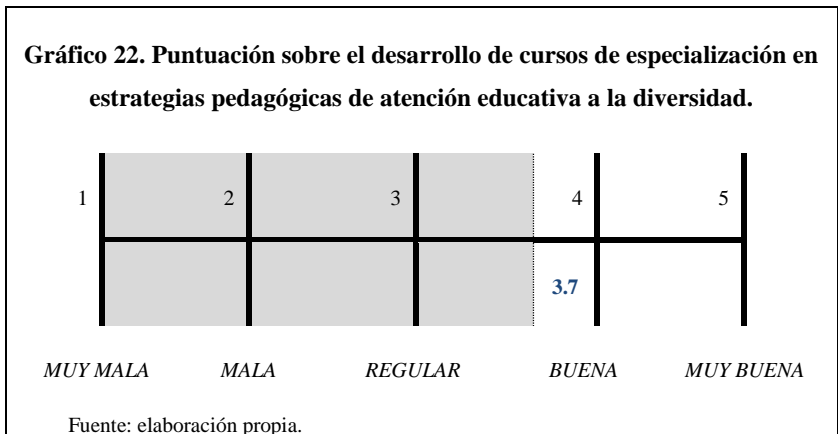 Gráfico 22. Puntuación sobre el desarrollo de cursos de especialización en
estrategias pedagógicas de atención educativa a la diversidad.
1 2 3 4 5
3.7
MUY MALA MALA REGULAR BUENA MUY BUENA
Fuente: elaboración propia.